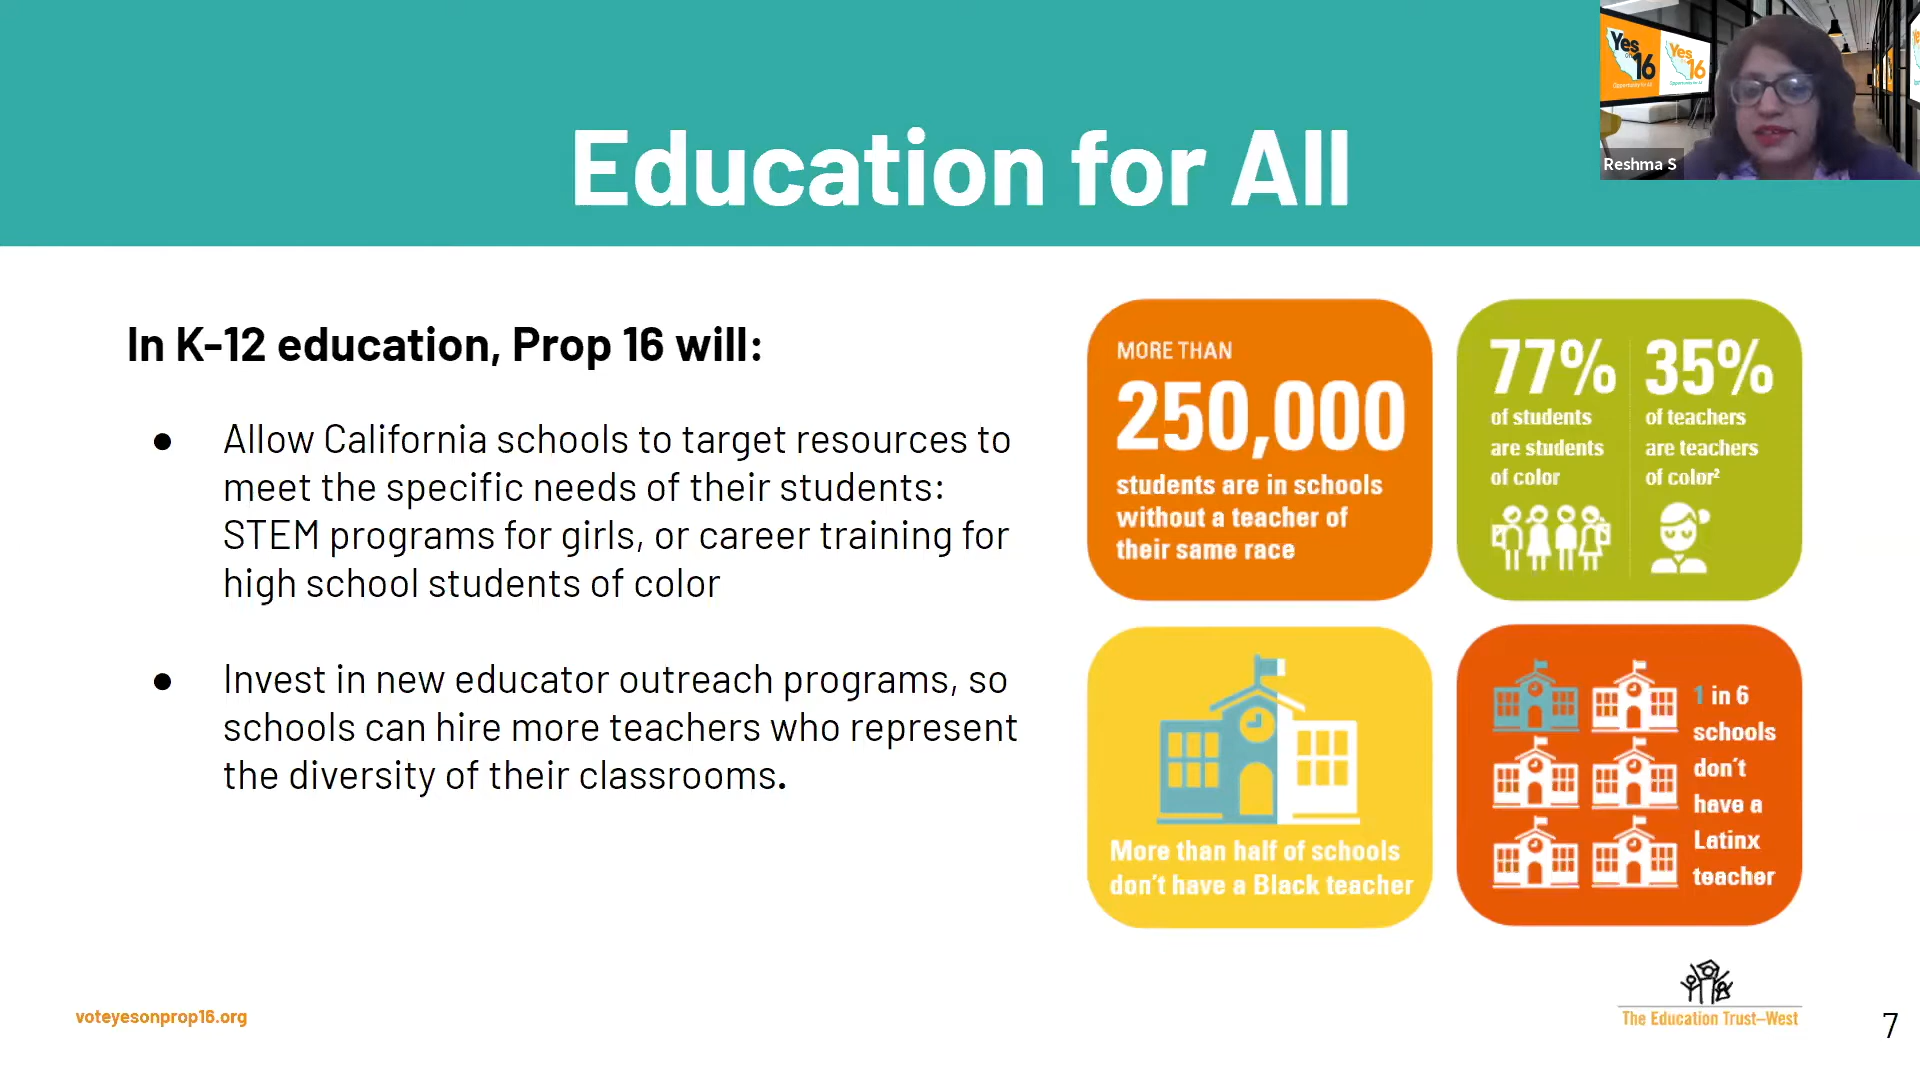 Education for All
Yes
on
16
Yes
16
Reshma S
In K-12 education, Prop 16 will:
● Allow California schools to target resources to
meet the specific needs of their students:
STEM programs for girls, or career training for
high school students of color
● Invest in new educator outreach programs, so
schools can hire more teachers who represent
the diversity of their classrooms.
MORE THAN
250,000
students are in schools
without a teacher of
their same race
77%
of students
are students
of color
35%
of teachers
are teachers
of color²
More than half of schools
don't have a Black teacher
1 in 6
schools
don't
have a
Latinx
teacher
voteyesonprop16.org
The Education Trust–West
7